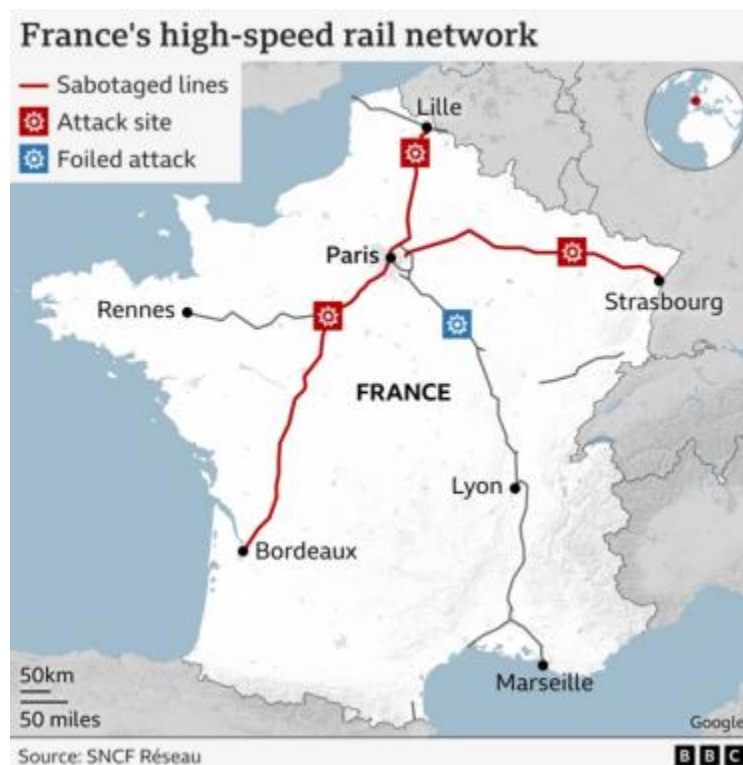 France's high-speed rail network
Sabotaged lines
Attack site
Foiled attack
Lille
Paris
Strasbourg
Rennes
FRANCE
Lyon
Bordeaux
Marseille
50km
50 miles
Google
Source: SNCF Réseau
BBC